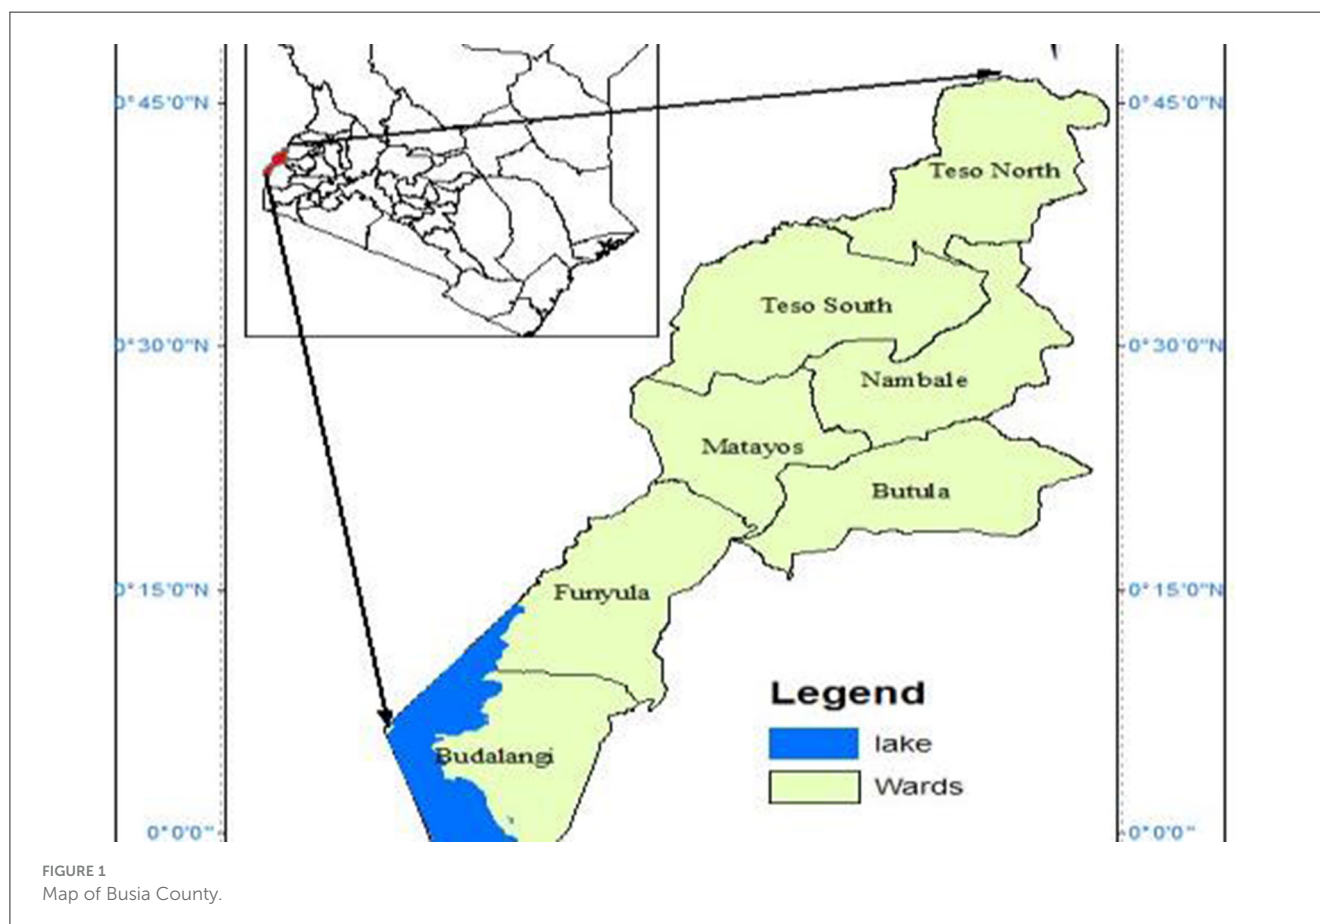 0°45'0"N
0°45'0"N
Teso North
Teso South
0°30'0"N
0°30'0"N
Nambale
Matayos
Butula
0°15'0"N
Funyula
0°15'0"N
Legend
lake
Budalangi
Wards
0°0'0"
0°0'0"
FIGURE 1
Map of Busia County.